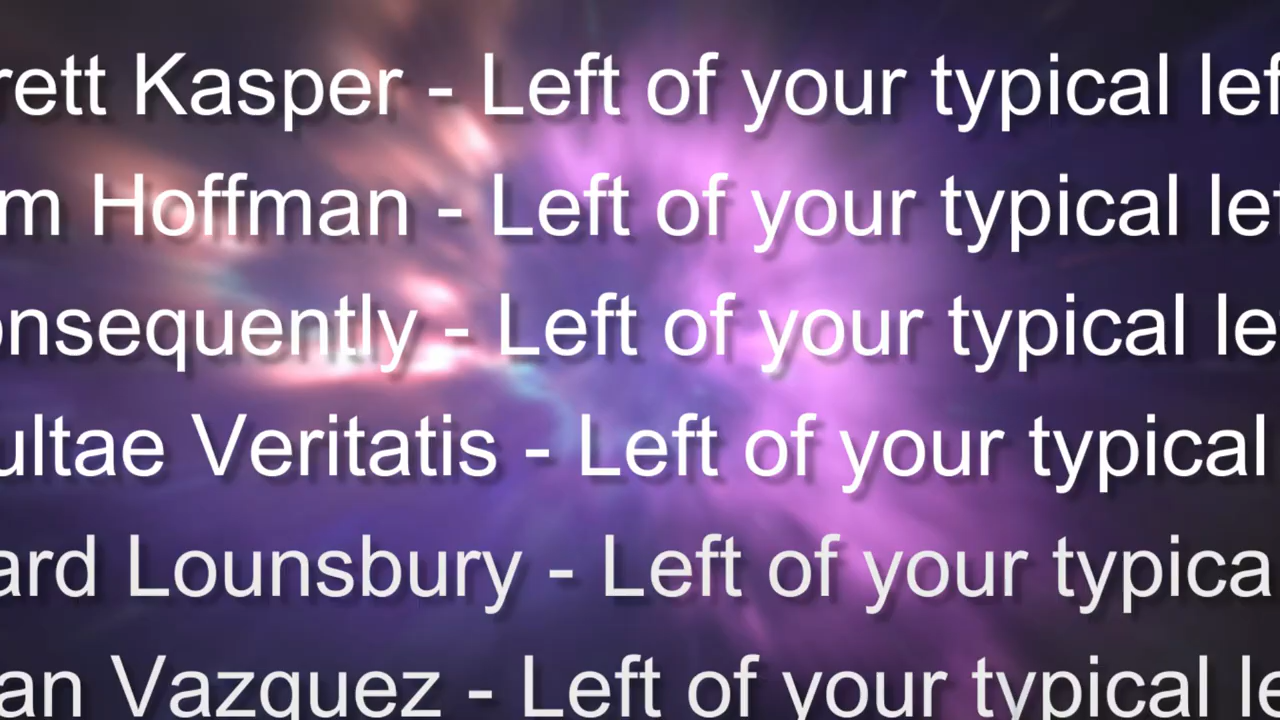 rett Kasper - Left of your typical lef
m Hoffman - Left of your typical lef
onsequently - Left of your typical le
ultae Veritatis - Left of your typical
ard Lounsbury - Left of your typica
an Vazquez - Left of your typical le